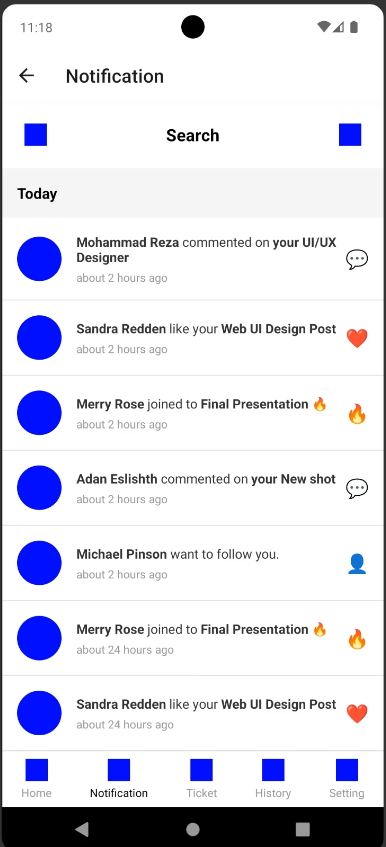 11:18
Notification
Search
Today
Mohammad Reza commented on your UI/UX
Designer
about 2 hours ago
Sandra Redden like your Web UI Design Post
about 2 hours ago
Merry Rose joined to Final Presentation 🔥
about 2 hours ago
Adan Eslishth commented on your New shot
about 2 hours ago
Michael Pinson want to follow you.
about 2 hours ago
Merry Rose joined to Final Presentation 🔥
about 24 hours ago
Sandra Redden like your Web UI Design Post
about 24 hours ago
Home Notification Ticket History Setting